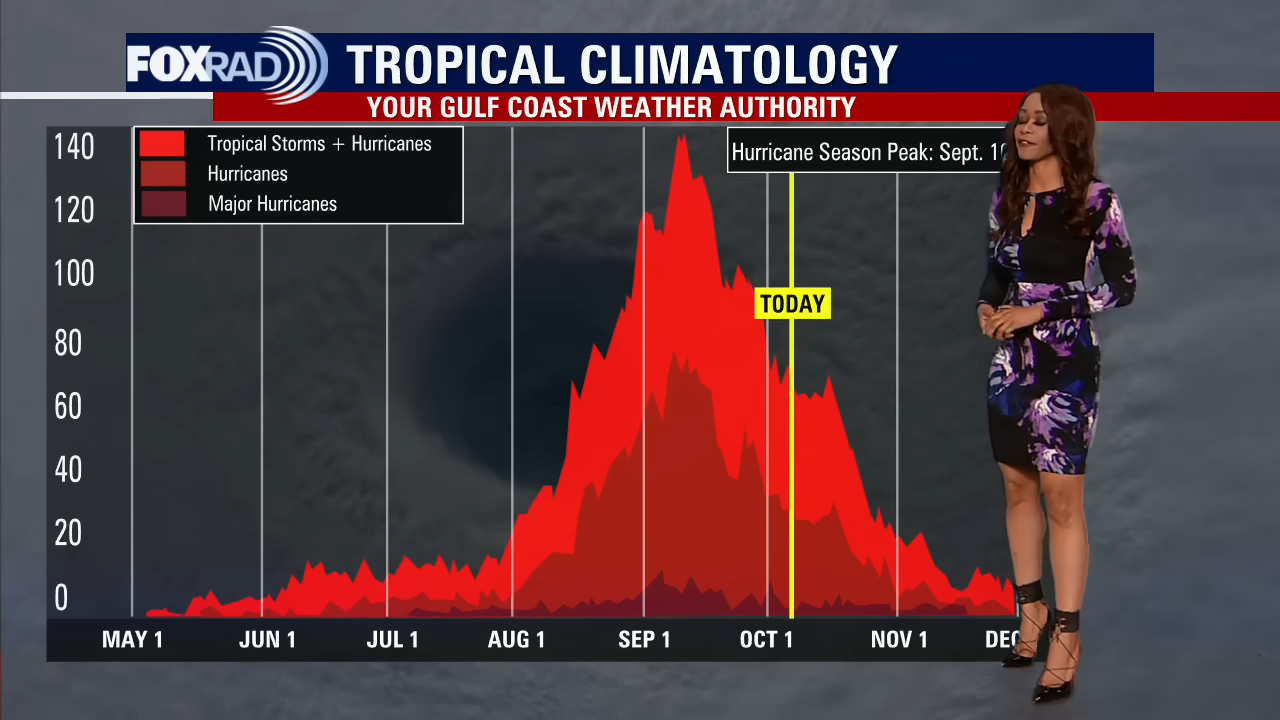 FOXRAD TROPICAL CLIMATOLOGY
YOUR GULF COAST WEATHER AUTHORITY
Tropical Storms + Hurricanes
Hurricanes
Major Hurricanes
Hurricane Season Peak: Sept.
TODAY
140
120
100
80
60
40
20
0
MAY 1 JUN 1 JUL 1 AUG 1 SEP 1 OCT 1 NOV 1